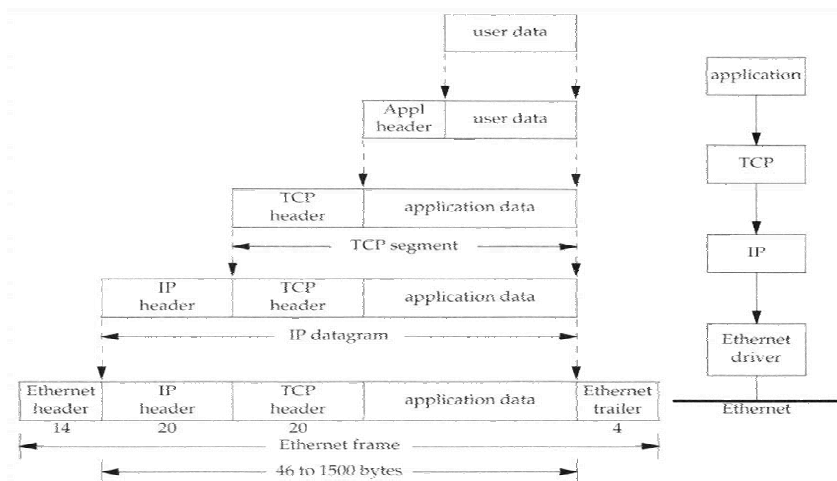 user data
Appl
header
user data
application
TCP
header
application data
TCP
TCP segment
IP
header
TCP
header
application data
IP
IP datagram
Ethernet
driver
Ethernet
header
IP
header
TCP
header
application data
Ethernet
trailer
Ethernet
14
20
20
4
Ethernet frame
46 to 1500 bytes